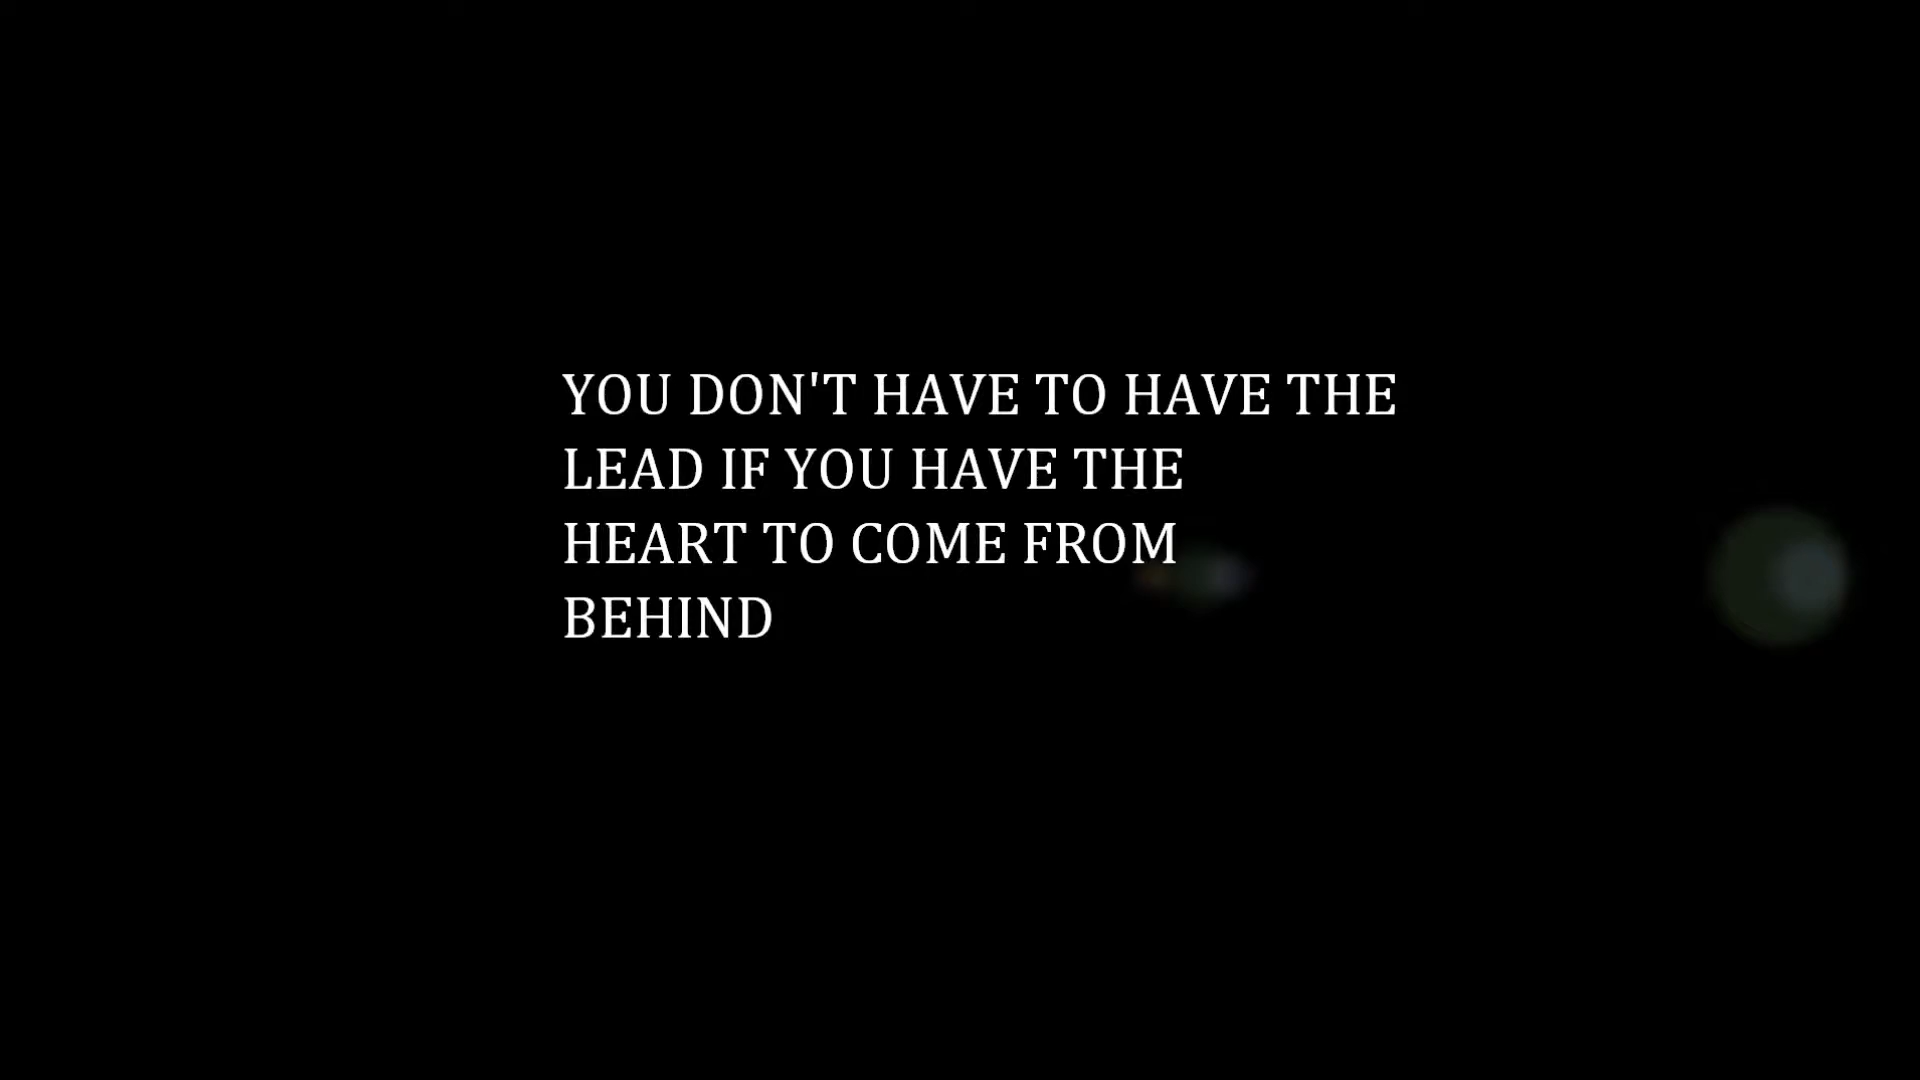 YOU DON'T HAVE TO HAVE THE
LEAD IF YOU HAVE THE
HEART TO COME FROM
BEHIND